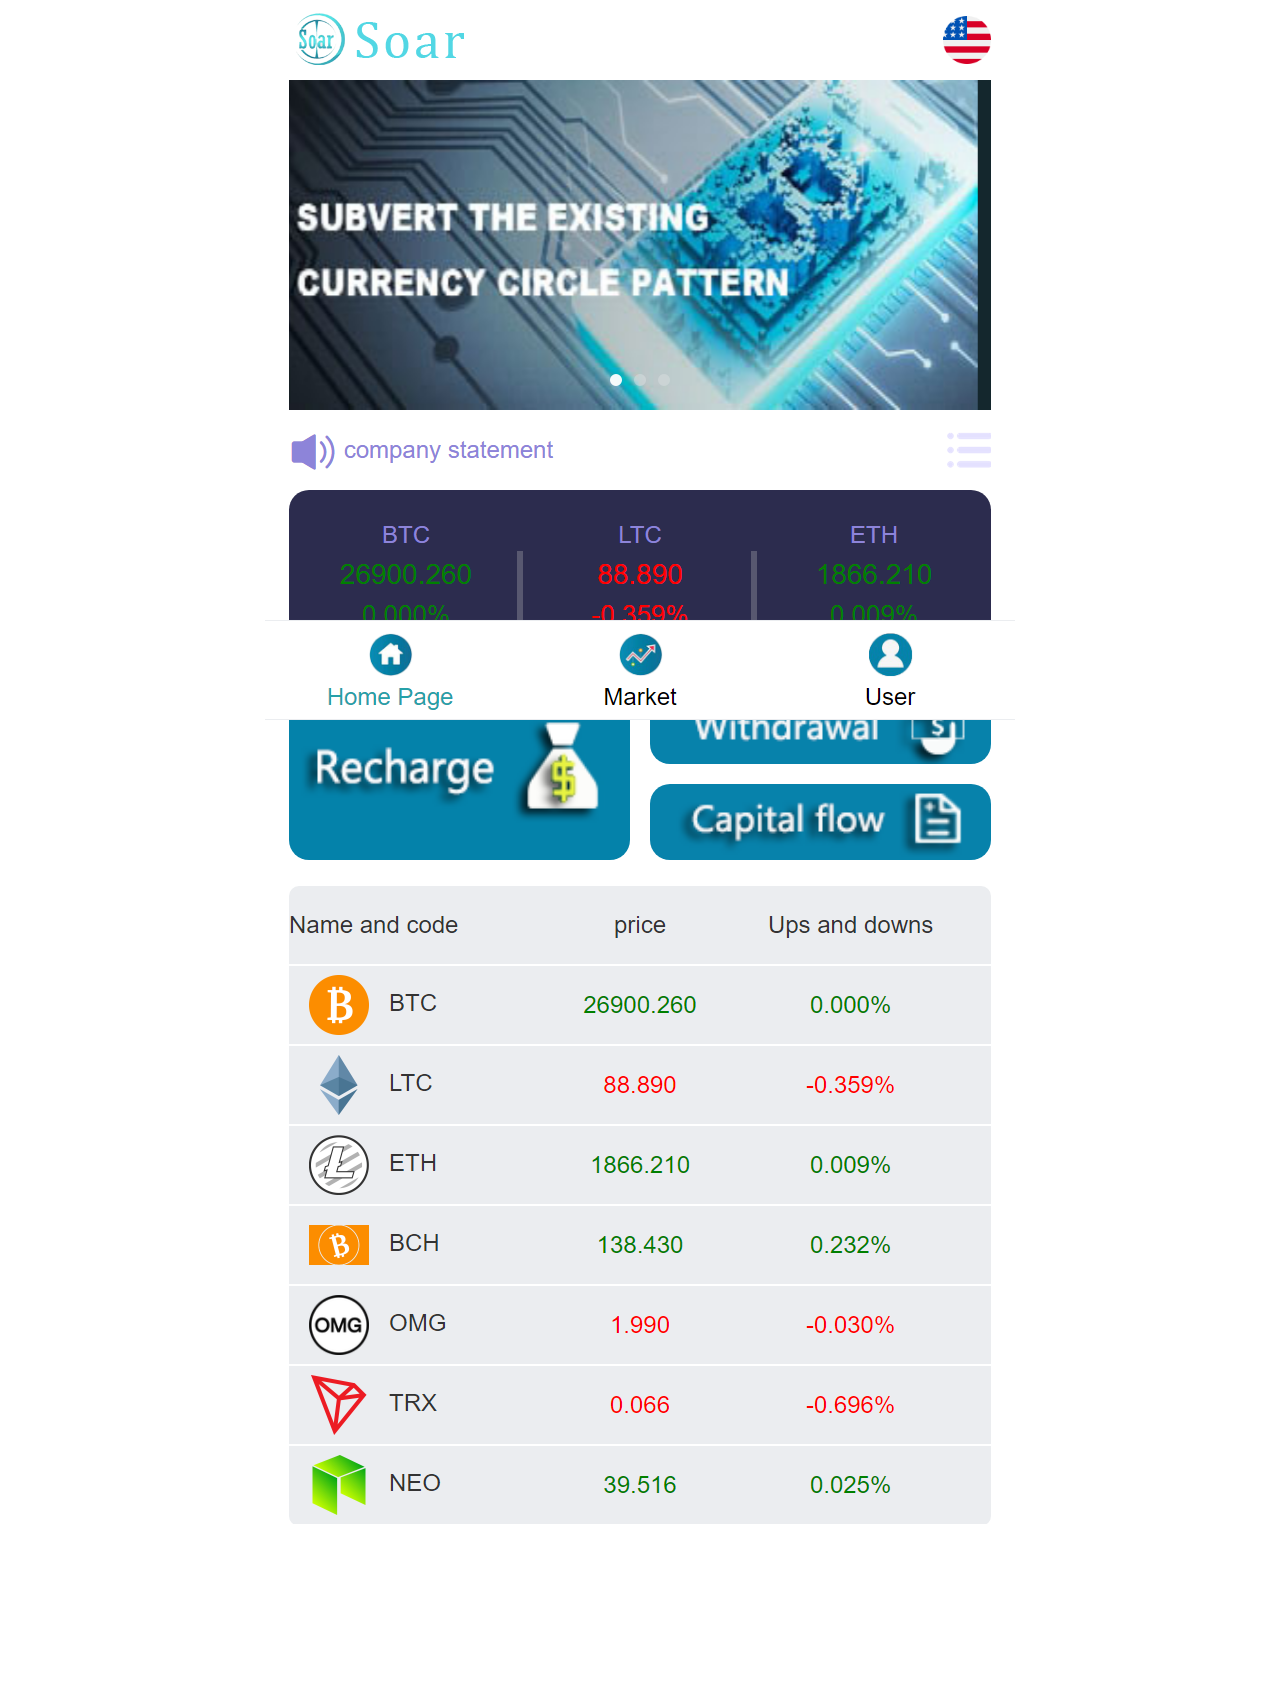 Soar Soar
SUBVERT THE EXISTING
CURRENCY CIRCLE PATTERN
company statement
BTC LTC ETH
26900.260 88.890 1866.210
0.000% -0.359% 0.009%
Home Page Market User
Recharge
Withdrawal
Capital flow
Name and code price Ups and downs
BTC 26900.260 0.000%
LTC 88.890 -0.359%
ETH 1866.210 0.009%
BCH 138.430 0.232%
OMG OMG 1.990 -0.030%
TRX 0.066 -0.696%
NEO 39.516 0.025%